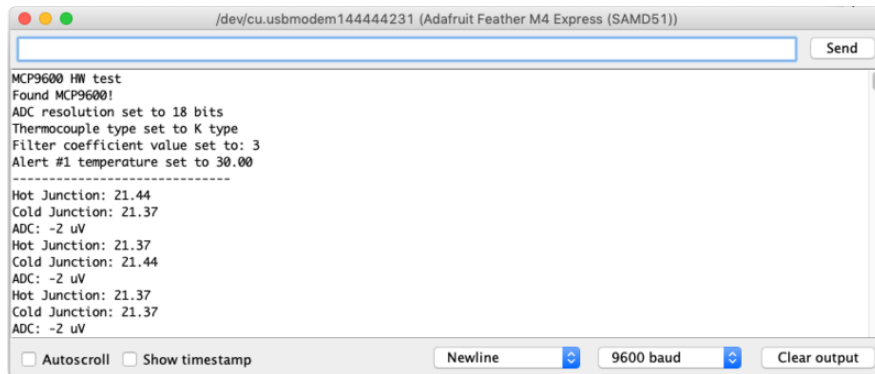 /dev/cu.usbmodem144444231 (Adafruit Feather M4 Express (SAMD51))
Send
MCP9600 HW test
Found MCP9600!
ADC resolution set to 18 bits
Thermocouple type set to K type
Filter coefficient value set to: 3
Alert #1 temperature set to 30.00
------------------------------
Hot Junction: 21.44
Cold Junction: 21.37
ADC: -2 uV
Hot Junction: 21.37
Cold Junction: 21.44
ADC: -2 uV
Hot Junction: 21.37
Cold Junction: 21.37
ADC: -2 uV
Autoscroll Show timestamp Newline 9600 baud Clear output